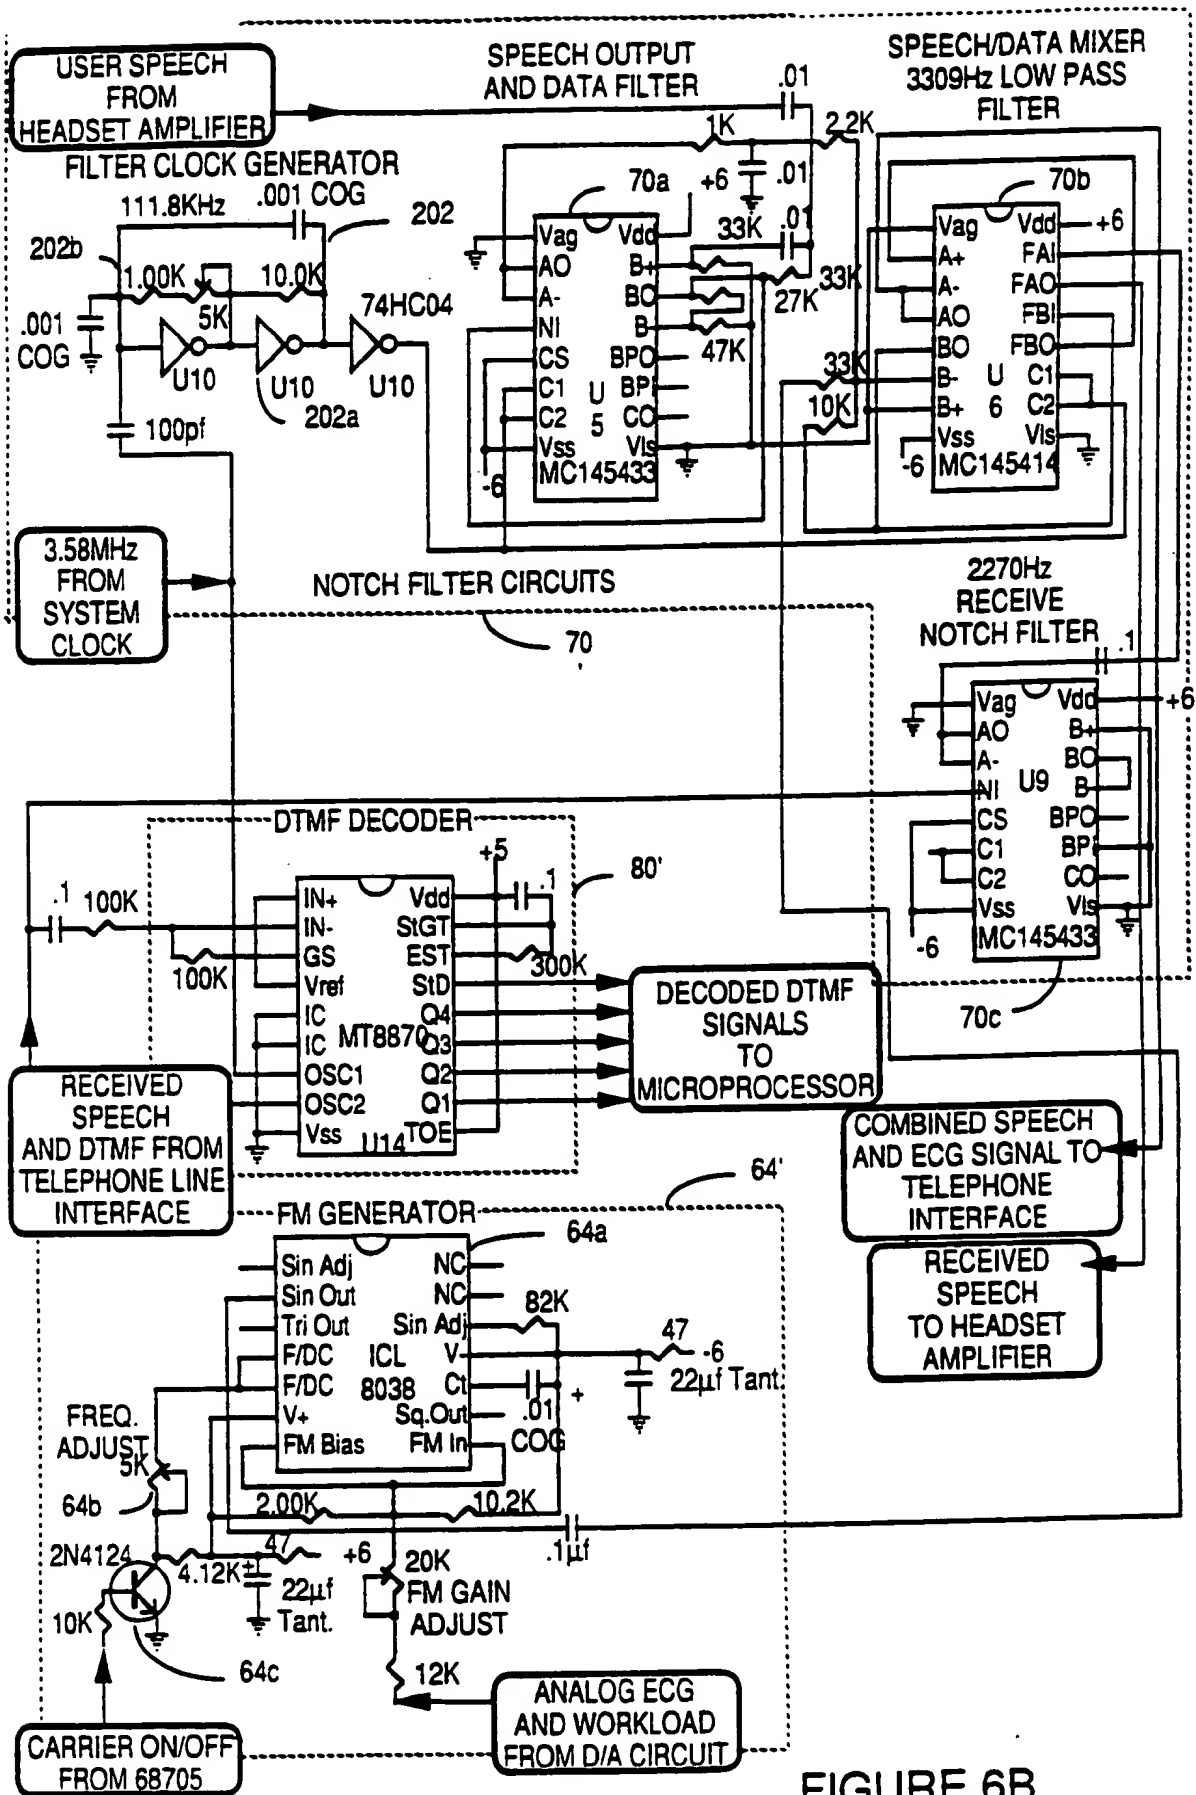 USER SPEECH
FROM
HEADSET AMPLIFIER
SPEECH OUTPUT
AND DATA FILTER
SPEECH/DATA MIXER
3309Hz LOW PASS
FILTER
.01
1K
2.2K
.01
FILTER CLOCK GENERATOR
111.8KHz
.001 COG
202
202b
1.00K
5K
10.0K
74HC04
.001
COG
U10
U10
U10
202a
100pf
70a
+6
33K
.01
33K
27K
47K
Vag
AO
A-
NI
CS
C1
C2
Vss
Vdd
B+
BO
B-
BPO
BPI
CO
Vls
U
5
MC145433
-6
70b
+6
33K
10K
Vag
A+
A-
AO
BO
B-
B+
Vss
Vdd
FAI
FAO
FBI
FBO
C1
C2
Vls
U
6
MC145414
-6
3.58MHz
FROM
SYSTEM
CLOCK
NOTCH FILTER CIRCUITS
70
2270Hz
RECEIVE
NOTCH FILTER
.1
+6
Vag
AO
A-
NI
CS
C1
C2
Vss
Vdd
B+
BO
B-
BPO
BPI
CO
Vls
U9
MC145433
-6
70c
DTMF DECODER
+5
80'
.1
100K
100K
.1
300K
IN+
IN-
GS
Vref
IC
IC
OSC1
OSC2
Vss
Vdd
StGT
EST
StD
Q4
Q3
Q2
Q1
TOE
MT8870
U14
DECODED DTMF
SIGNALS
TO
MICROPROCESSOR
RECEIVED
SPEECH
AND DTMF FROM
TELEPHONE LINE
INTERFACE
COMBINED SPEECH
AND ECG SIGNAL TO
TELEPHONE
INTERFACE
RECEIVED
SPEECH
TO HEADSET
AMPLIFIER
64'
FM GENERATOR
64a
Sin Adj
Sin Out
Tri Out
F/DC
F/DC
V+
FM Bias
NC
NC
Sin Adj
V-
Ct
Sq.Out
FM In
ICL
8038
82K
47
-6
22µf Tant.
+
.01
COG
FREQ.
ADJUST
5K
64b
2.00K
10.2K
.1µf
2N4124
4.12K
+
47
+6
22µf
Tant.
10K
64c
20K
FM GAIN
ADJUST
12K
ANALOG ECG
AND WORKLOAD
FROM D/A CIRCUIT
CARRIER ON/OFF
FROM 68705
FIGURE 6B